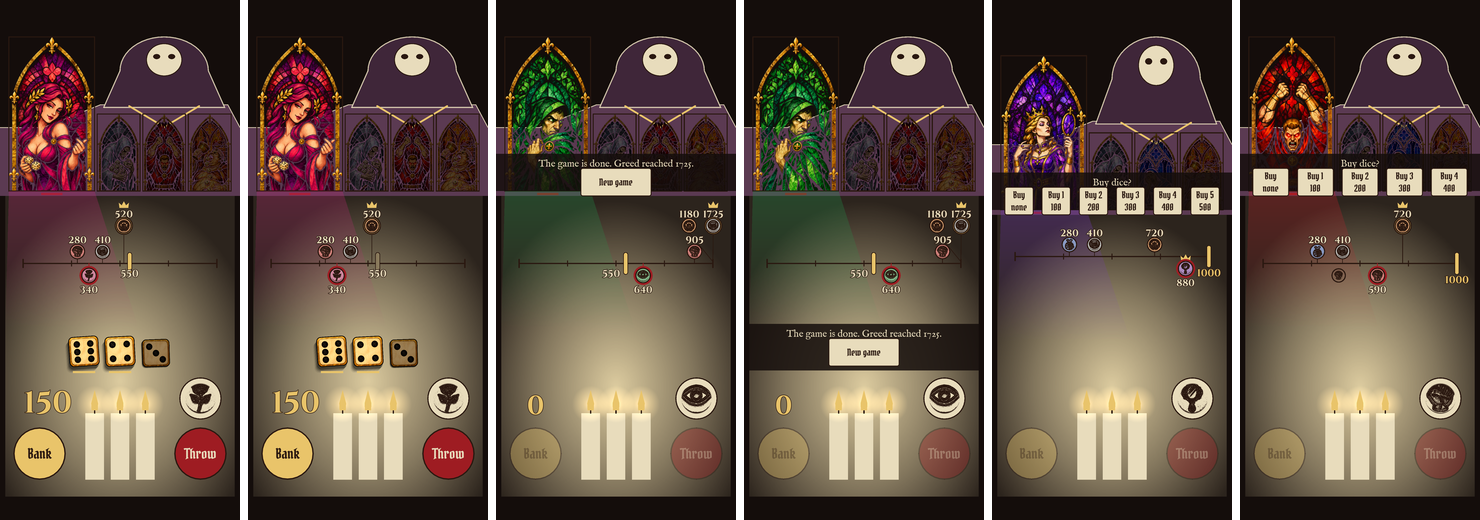 520
280 410
550
340
150
Bank
Throw
520
280 410
550
340
150
Bank
Throw
The game is done. Greed reached 1725.
New game
1180 1725
905
550
640
0
Bank
Throw
1180 1725
905
550
640
The game is done. Greed reached 1725.
New game
0
Bank
Throw
Buy dice?
Buy none
Buy 1 100
Buy 2 200
Buy 3 300
Buy 4 400
Buy 5 500
280 410 720
1000
880
Bank
Throw
Buy dice?
Buy none
Buy 1 100
Buy 2 200
Buy 3 300
Buy 4 400
720
280 410
1000
590
Bank
Throw